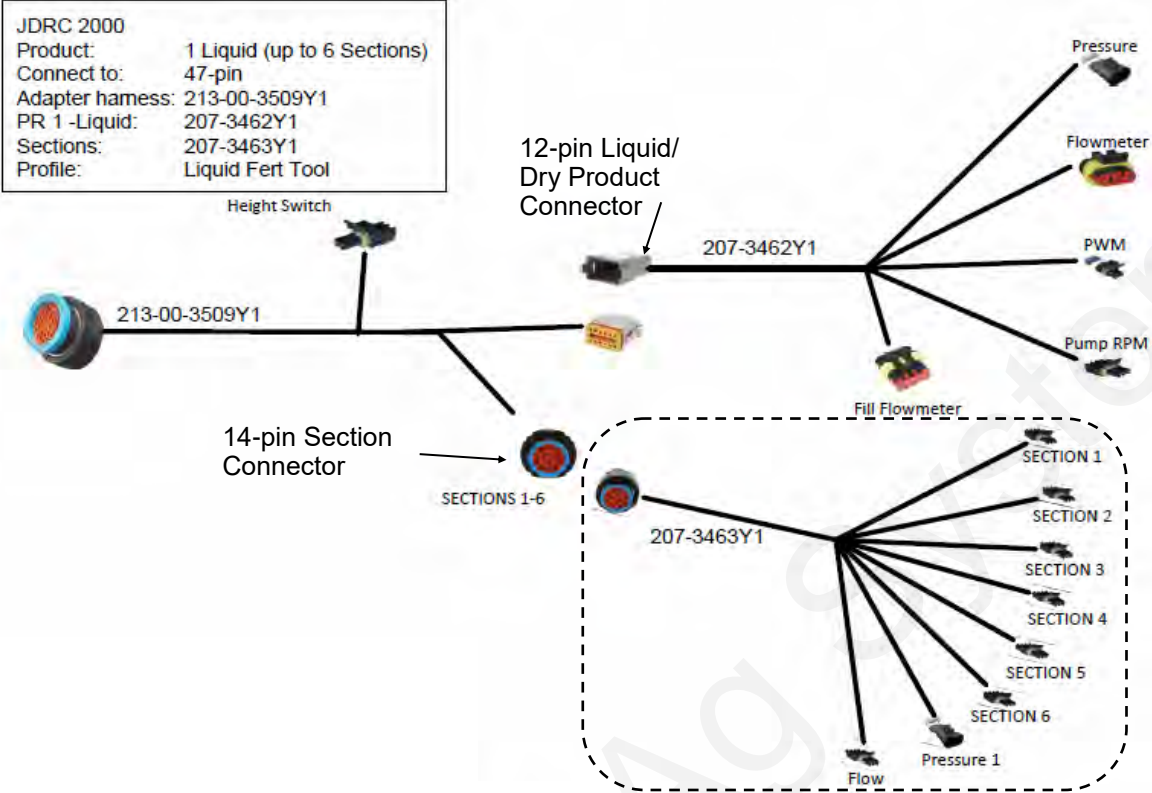 JDRC 2000
Product: 1 Liquid (up to 6 Sections)
Connect to: 47-pin
Adapter harness: 213-00-3509Y1
PR 1 -Liquid: 207-3462Y1
Sections: 207-3463Y1
Profile: Liquid Fert Tool
Height Switch
213-00-3509Y1
12-pin Liquid/
Dry Product
Connector
207-3462Y1
Pressure
Flowmeter
PWM
Pump RPM
Fill Flowmeter
14-pin Section
Connector
SECTIONS 1-6
207-3463Y1
SECTION 1
SECTION 2
SECTION 3
SECTION 4
SECTION 5
SECTION 6
Pressure 1
Flow